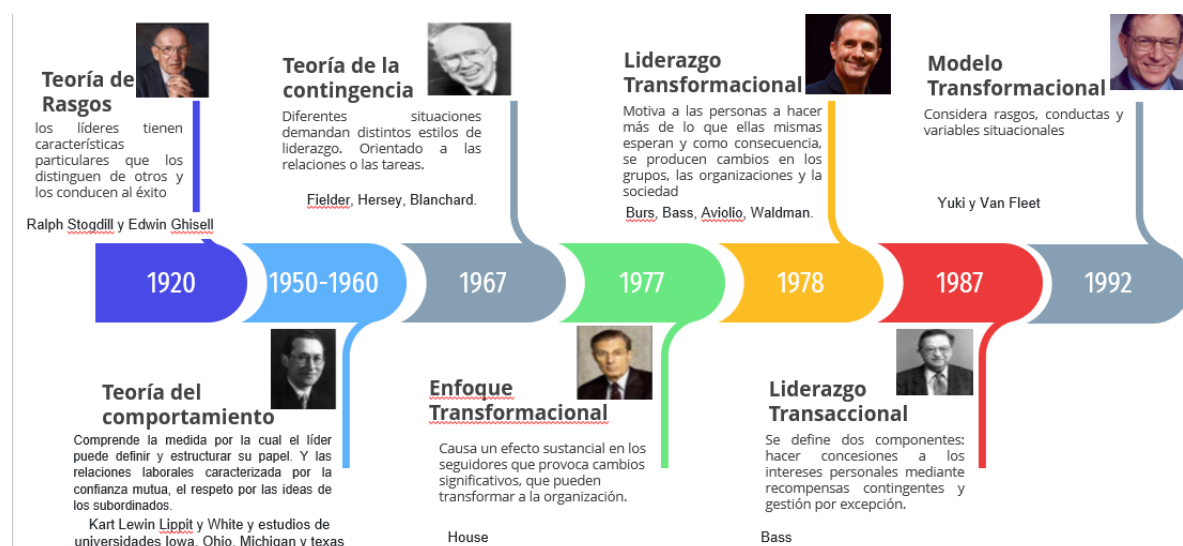 Teoría de
Rasgos
los líderes tienen
características
particulares que los
distinguen de otros y
los conducen al éxito
Ralph Stogdill y Edwin Ghisell
Teoría de la
contingencia
Diferentes situaciones
demandan distintos estilos de
liderazgo. Orientado a las
relaciones o las tareas.
Fielder, Hersey, Blanchard.
Liderazgo
Transformacional
Motiva a las personas a hacer
más de lo que ellas mismas
esperan y como consecuencia,
se producen cambios en los
grupos, las organizaciones y la
sociedad
Burs, Bass, Aviolio, Waldman.
Modelo
Transformacional
Considera rasgos, conductas y
variables situacionales
Yuki y Van Fleet
1920
1950-1960
1967
1977
1978
1987
1992
Teoría del
comportamiento
Comprende la medida por la cual el líder
puede definir y estructurar su papel. Y las
relaciones laborales caracterizada por la
confianza mutua, el respeto por las ideas de
los subordinados.
Kart Lewin Lippit y White y estudios de
universidades Iowa, Ohio, Michigan y texas
Enfoque
Transformacional
Causa un efecto sustancial en los
seguidores que provoca cambios
significativos, que pueden
transformar a la organización.
House
Liderazgo
Transaccional
Se define dos componentes:
hacer concesiones a los
intereses personales mediante
recompensas contingentes y
gestión por excepción.
Bass